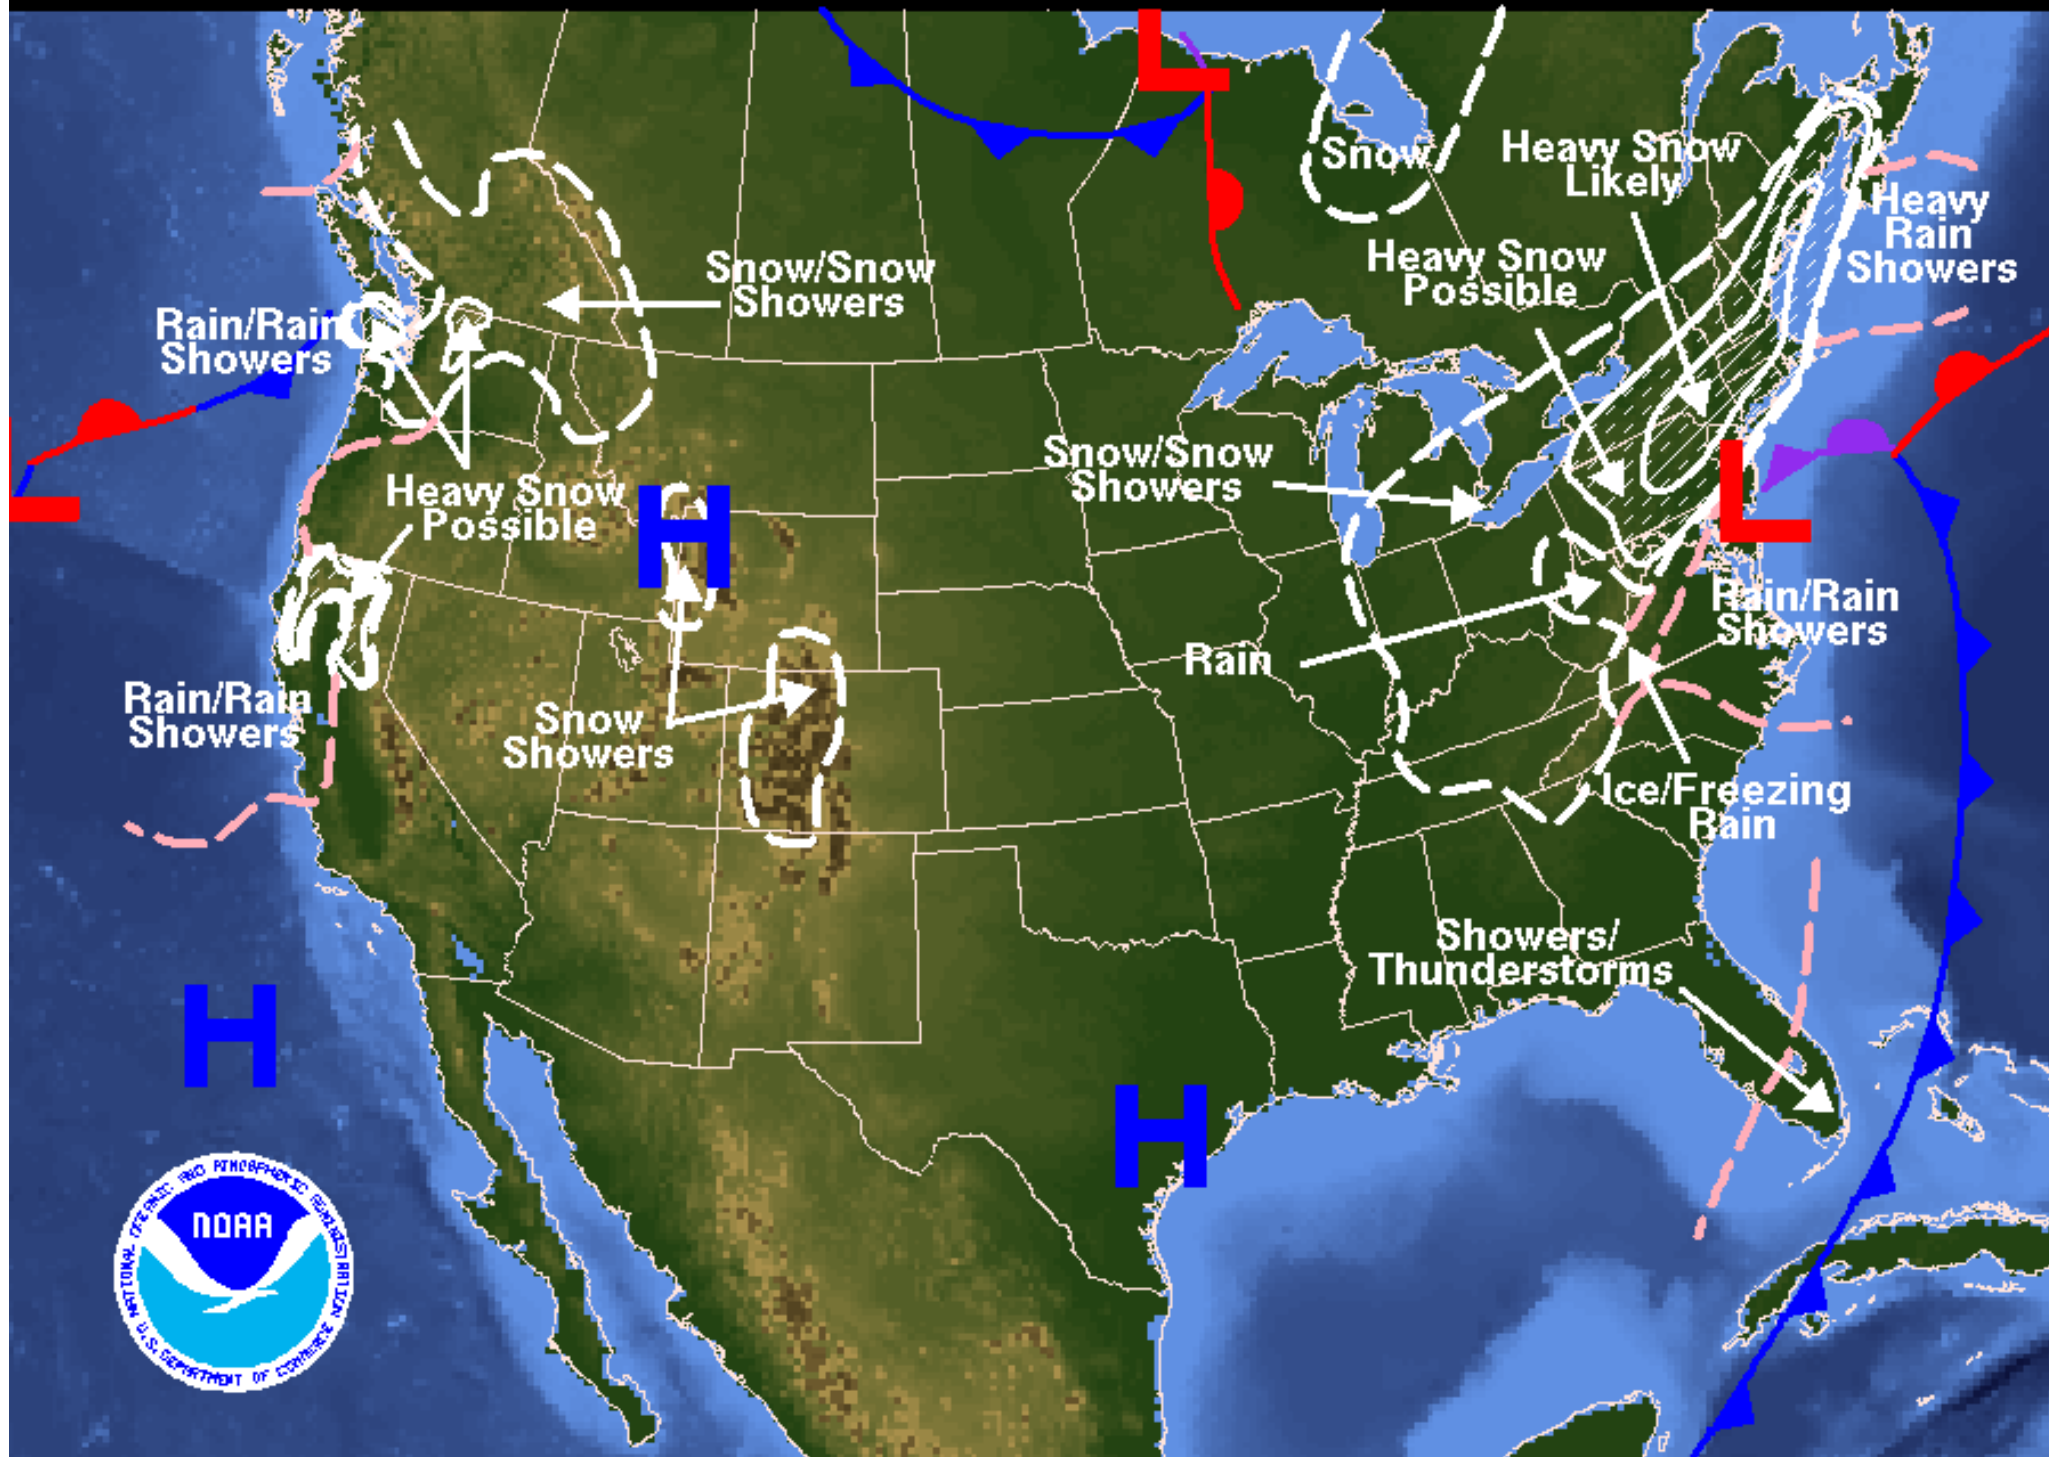 L
Snow
Heavy Snow
Likely
Heavy
Rain
Showers
Heavy Snow
Possible
Snow/Snow
Showers
Rain/Rain
Showers
L
Snow/Snow
Showers
Heavy Snow
Possible
H
L
Rain/Rain
Showers
Rain
Rain/Rain
Showers
Snow
Showers
Ice/Freezing
Rain
Showers/
Thunderstorms
H
H
NATIONAL OCEANIC AND ATMOSPHERIC ADMINISTRATION
NOAA
U.S. DEPARTMENT OF COMMERCE